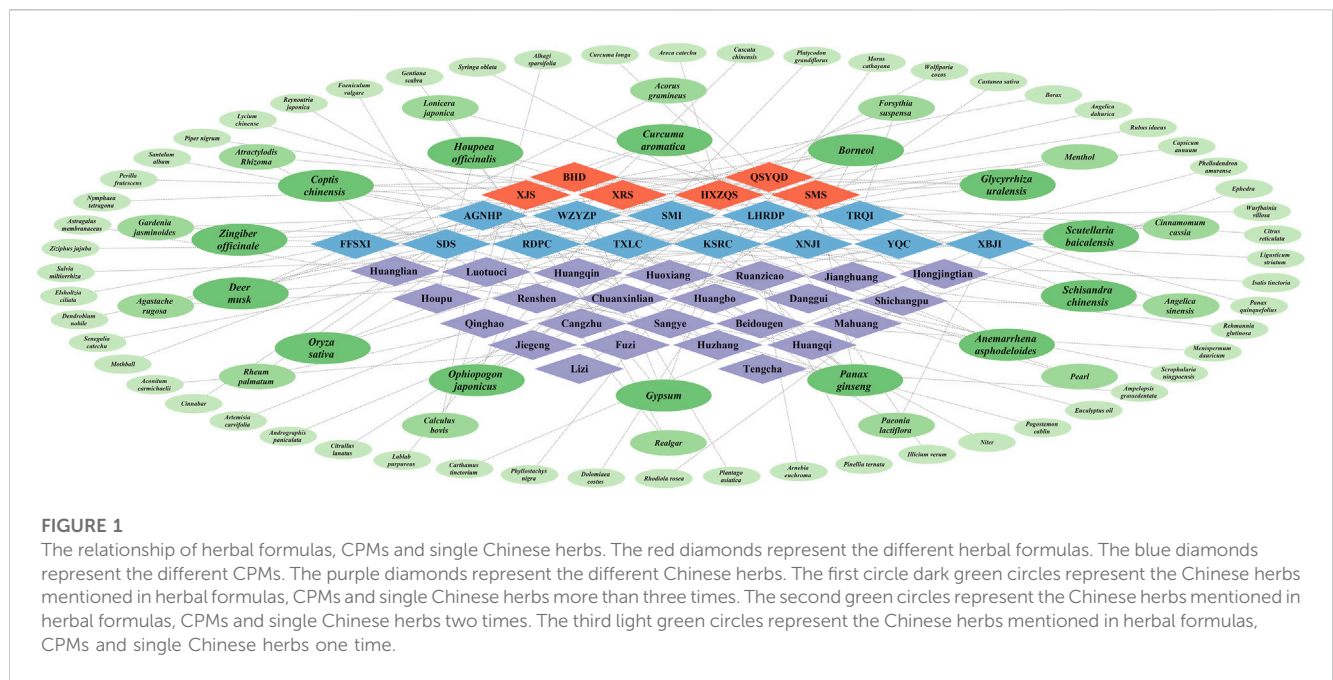 Alhagi
sparsifolia
Curcuma longo
Areca catechu
Cuscata
chinensis
Platycodon
grandiflorus
Morus
cathayana
Wolfiporia
cozos
Castanea sativa
Borax
Angelica
dahurica
Rubus idaeus
Capsicum
annuum
Phellodendron
amurense
Ephedra
Wurfbainia
villosa
Citrus
reticulata
Ligusticum
striatum
Isatis tinctoria
Panax
quinquefolius
Rehmannia
glutinosa
Menispermum
dauricum
Scrophularia
ningpoensis
Ampelopsis
grossedentata
Eucalyptus oil
Pogostemon
cablin
Niter
Illicium verum
Pinellia ternata
Arnebia
euchroma
Plantago
asiatica
Rhodiola rosea
Dolomiaea
costus
Phyllostachys
nigra
Carthamus
tinctorium
Lablab
purpureus
Citrullus
lanatus
Andrographis
paniculata
Artemisia
carvifolia
Cinnabar
Aconitum
carmichaelii
Mothball
Senegalia
catechu
Dendrobium
nobile
Elsholtzia
ciliata
Salvia
miltiorrhiza
Ziziphus jujuba
Astragalus
membranaceus
Nymphaea
tetragona
Perilla
frutescens
Santalum
album
Piper nigrum
Lycium
chinense
Reynoutria
japonica
Foeniculum
vulgare
Gentiana
scabra
Syringa oblata
Lonicera
japonica
Acorus
gramineus
Forsythia
suspensa
Menthol
Cinnamomum
cassia
Angelica
sinensis
Pearl
Paeonia
lactiflora
Realgar
Calculus
bovis
Rheum
palmatum
Agastache
rugosa
Gardenia
jasminoides
Atractylodis
Rhizoma
Houpoea
officinalis
Curcuma
aromatica
Borneol
Glycyrrhiza
uralensis
Scutellaria
baicalensis
Schisandra
chinensis
Anemarrhena
asphodeloides
Panax
ginseng
Gypsum
Ophiopogon
japonicus
Oryza
sativa
Deer
musk
Zingiber
officinale
Coptis
chinensis
BHD
QSYQD
XJS
XRS
HXZQS
SMS
AGNHP
WZYZP
SMI
LHRDP
TRQI
FFSXI
SDS
RDPC
TXLC
KSRC
XNJI
YQC
XBJI
Huanglian
Luotuoci
Huangqin
Huoxiang
Ruanzicao
Jianghuang
Hongjingtian
Houpu
Renshen
Chuanxinlian
Huangbo
Danggui
Shichangpu
Qinghao
Cangzhu
Sangye
Beidougen
Mahuang
Jiegeng
Fuzi
Huzhang
Huangqi
Lizi
Tengcha
FIGURE 1
The relationship of herbal formulas, CPMs and single Chinese herbs. The red diamonds represent the different herbal formulas. The blue diamonds
represent the different CPMs. The purple diamonds represent the different Chinese herbs. The first circle dark green circles represent the Chinese herbs
mentioned in herbal formulas, CPMs and single Chinese herbs more than three times. The second green circles represent the Chinese herbs mentioned in
herbal formulas, CPMs and single Chinese herbs two times. The third light green circles represent the Chinese herbs mentioned in herbal formulas,
CPMs and single Chinese herbs one time.